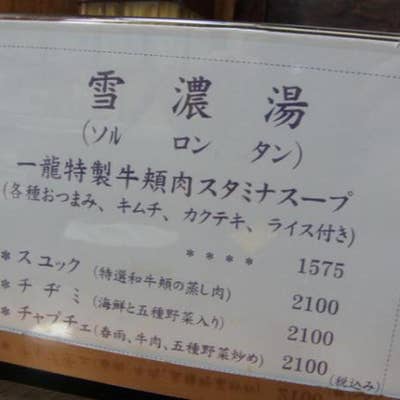 雪濃湯
(ソルロンタン)
一龍特製牛頬肉スタミナスープ
(各種おつまみ、キムチ、カクテキ、ライス付き)
＊＊＊＊ 1575
＊スユック(特選和牛頬の蒸し肉) 2100
＊チヂミ(海鮮と五種野菜入り) 2100
＊チャプチェ(春雨、牛肉、五種野菜炒め) 2100
(税込み)